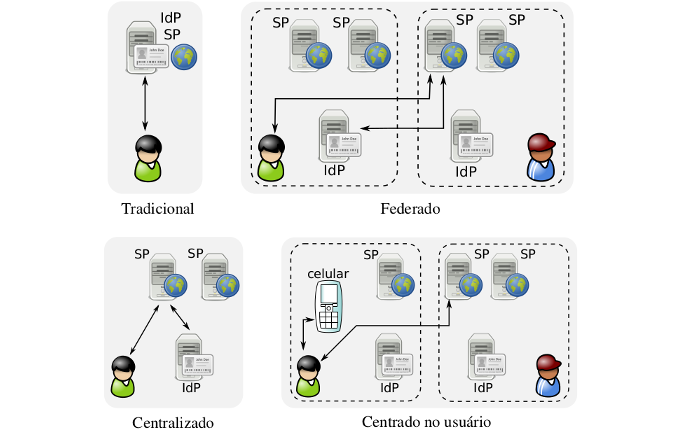 IdP
SP
Tradicional
SP
SP
SP
SP
IdP
IdP
Federado
SP
SP
IdP
Centralizado
celular
SP
SP
SP
IdP
IdP
Centrado no usuário